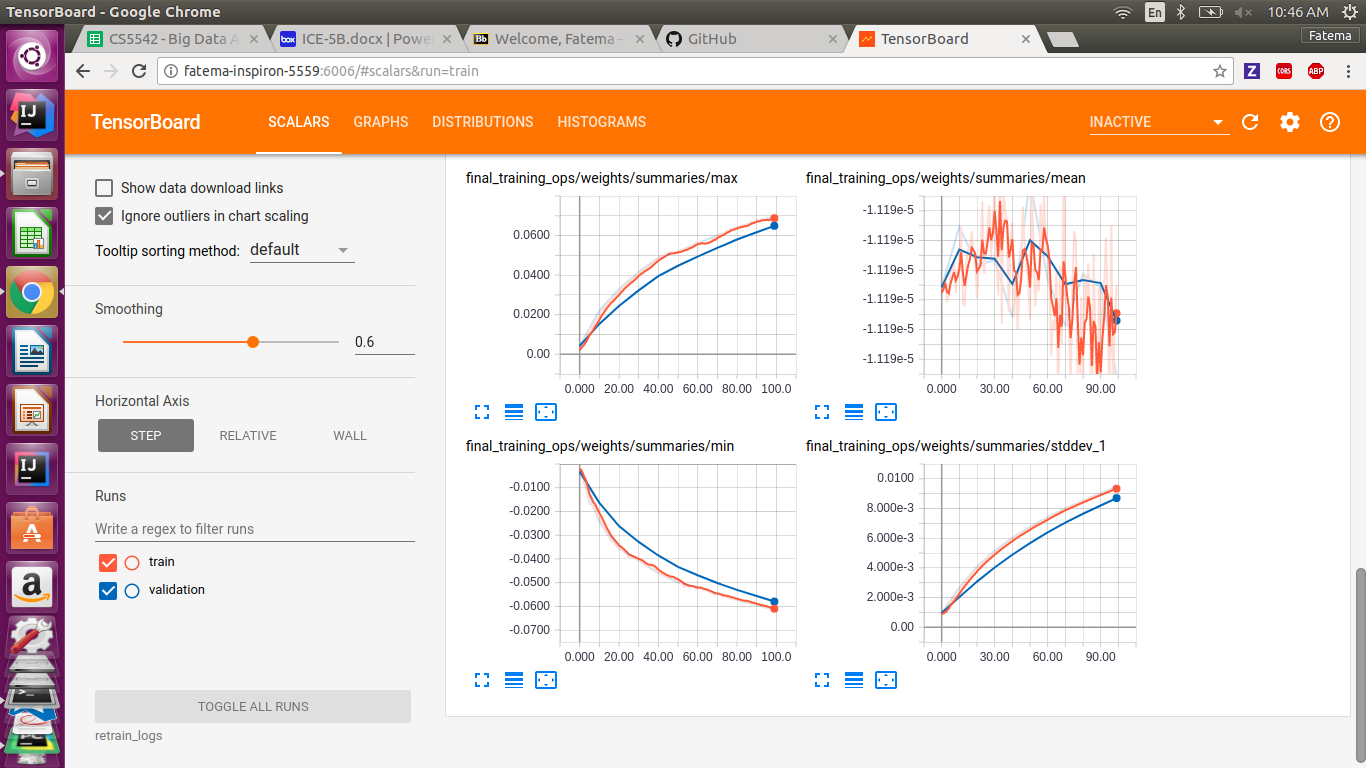 TensorBoard - Google Chrome
En
10:46 AM
CS5542 - Big Data A
ICE-5B.docx | Pow
Welcome, Fatema –
GitHub
TensorBoard
Fatema
fatema-inspiron-5559:6006/#scalars&run=train
Z
CORS
ABP
TensorBoard
SCALARS
GRAPHS
DISTRIBUTIONS
HISTOGRAMS
INACTIVE
Show data download links
Ignore outliers in chart scaling
Tooltip sorting method: default
Smoothing
0.6
Horizontal Axis
STEP
RELATIVE
WALL
Runs
Write a regex to filter runs
train
validation
TOGGLE ALL RUNS
retrain_logs
final_training_ops/weights/summaries/max
0.0600
0.0400
0.0200
0.00
0.000 20.00 40.00 60.00 80.00 100.0
final_training_ops/weights/summaries/mean
-1.119e-5
-1.119e-5
-1.119e-5
-1.119e-5
-1.119e-5
-1.119e-5
0.000 30.00 60.00 90.00
final_training_ops/weights/summaries/min
-0.0100
-0.0200
-0.0300
-0.0400
-0.0500
-0.0600
-0.0700
0.000 20.00 40.00 60.00 80.00 100.0
final_training_ops/weights/summaries/stddev_1
0.0100
8.000e-3
6.000e-3
4.000e-3
2.000e-3
0.00
0.000 30.00 60.00 90.00